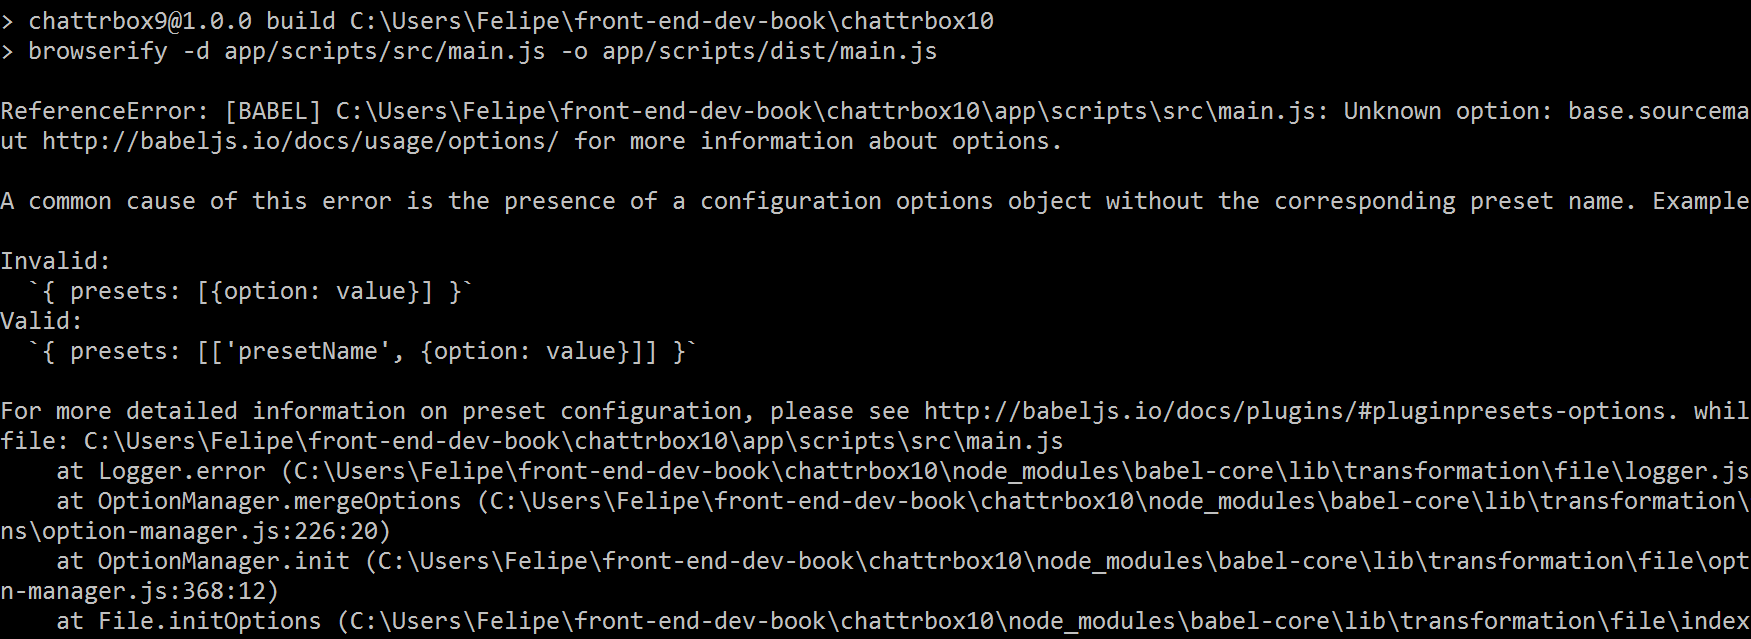 > chattrbox9@1.0.0 build C:\Users\Felipe\front-end-dev-book\chattrbox10
> browserify -d app/scripts/src/main.js -o app/scripts/dist/main.js
ReferenceError: [BABEL] C:\Users\Felipe\front-end-dev-book\chattrbox10\app\scripts\src\main.js: Unknown option: base.sourcema
ut http://babeljs.io/docs/usage/options/ for more information about options.
A common cause of this error is the presence of a configuration options object without the corresponding preset name. Example
Invalid:
  `{ presets: [{option: value}] }`
Valid:
  `{ presets: [['presetName', {option: value}]] }`
For more detailed information on preset configuration, please see http://babeljs.io/docs/plugins/#pluginpresets-options. whil
file: C:\Users\Felipe\front-end-dev-book\chattrbox10\app\scripts\src\main.js
    at Logger.error (C:\Users\Felipe\front-end-dev-book\chattrbox10\node_modules\babel-core\lib\transformation\file\logger.js
    at OptionManager.mergeOptions (C:\Users\Felipe\front-end-dev-book\chattrbox10\node_modules\babel-core\lib\transformation\
ns\option-manager.js:226:20)
    at OptionManager.init (C:\Users\Felipe\front-end-dev-book\chattrbox10\node_modules\babel-core\lib\transformation\file\opt
n-manager.js:368:12)
    at File.initOptions (C:\Users\Felipe\front-end-dev-book\chattrbox10\node_modules\babel-core\lib\transformation\file\index